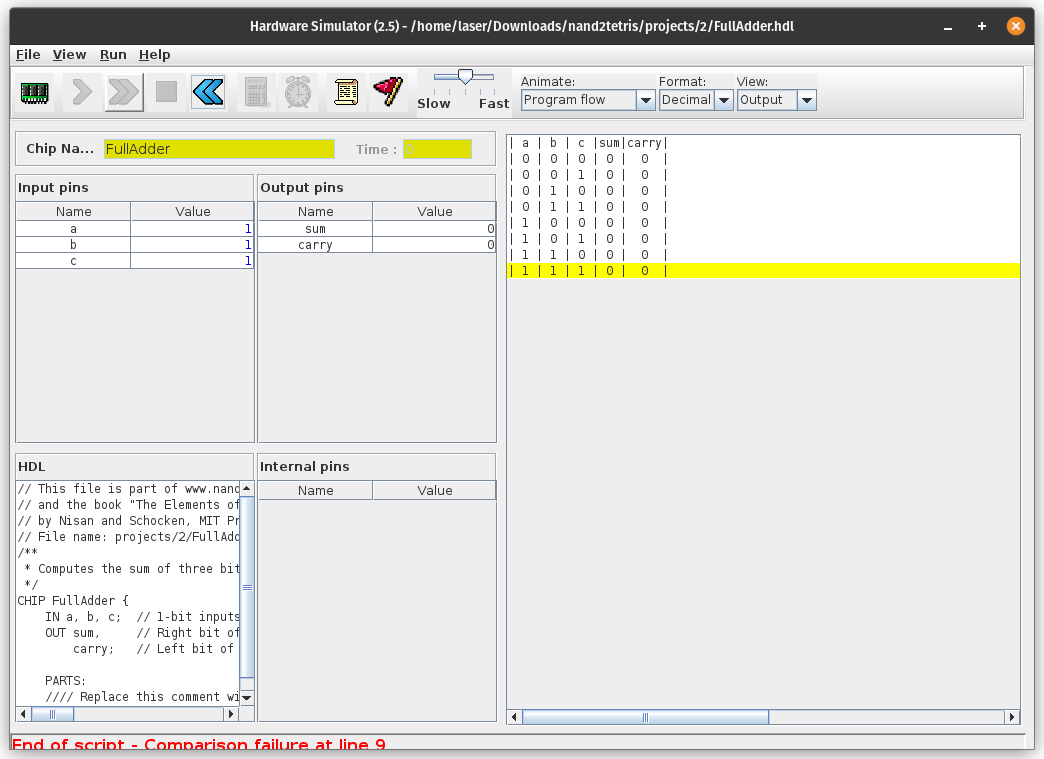 Hardware Simulator (2.5) - /home/laser/Downloads/nand2tetris/projects/2/FullAdder.hdl
File View Run Help
Slow Fast
Animate: Format: View:
Program flow Decimal Output
Chip Na... FullAdder Time : 0
Input pins
Name Value
a 1
b 1
c 1
Output pins
Name Value
sum 0
carry 0
| a | b | c |sum|carry|
| 0 | 0 | 0 | 0 | 0 |
| 0 | 0 | 1 | 0 | 0 |
| 0 | 1 | 0 | 0 | 0 |
| 0 | 1 | 1 | 0 | 0 |
| 1 | 0 | 0 | 0 | 0 |
| 1 | 0 | 1 | 0 | 0 |
| 1 | 1 | 0 | 0 | 0 |
| 1 | 1 | 1 | 0 | 0 |
HDL
// This file is part of www.nand
// and the book "The Elements of
// by Nisan and Schocken, MIT Pr
// File name: projects/2/FullAdd
/**
* Computes the sum of three bit
*/
CHIP FullAdder {
IN a, b, c; // 1-bit inputs
OUT sum, // Right bit of
carry; // Left bit of
PARTS:
//// Replace this comment wi
Internal pins
Name Value
End of script - Comparison failure at line 9